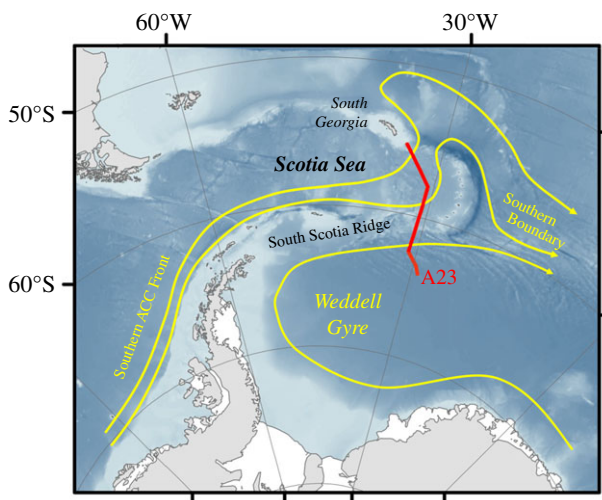 60°W
30°W
50°S
South
Georgia
Scotia Sea
Southern
Boundary
South Scotia Ridge
60°S
A23
Southern ACC Front
Weddell
Gyre